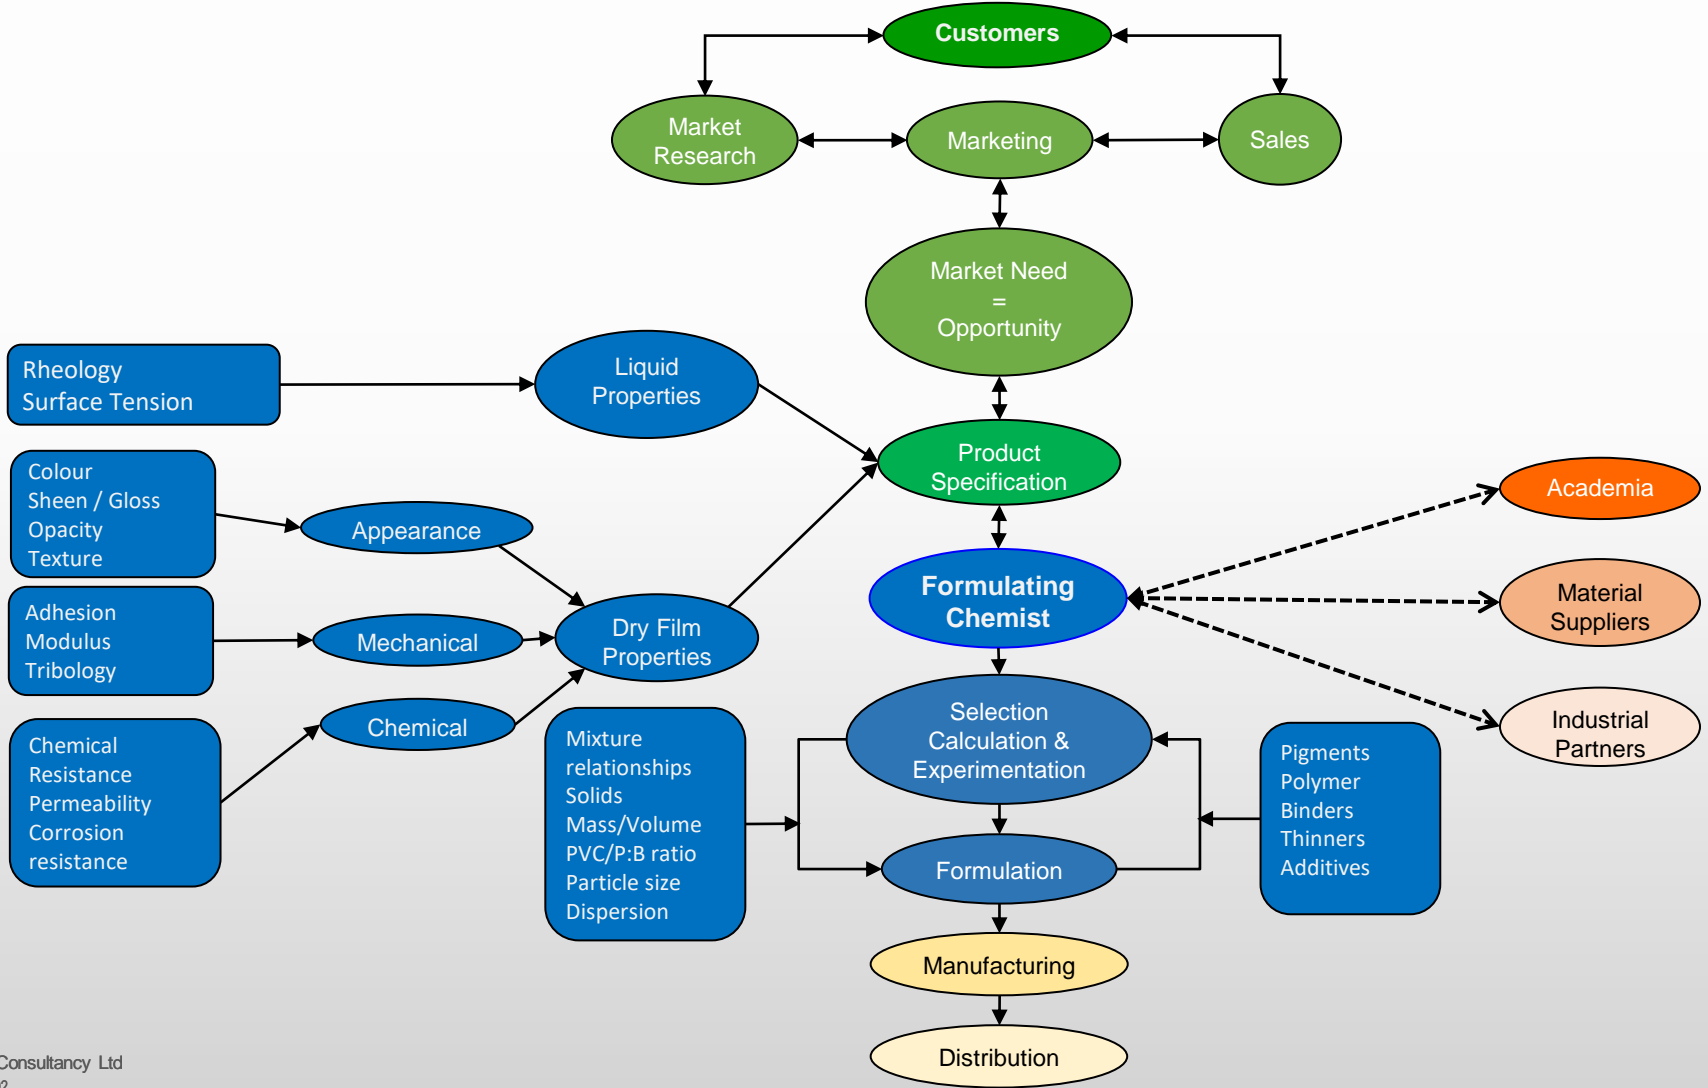 Customers
Market
Research
Marketing
Sales
Market Need
=
Opportunity
Rheology
Surface Tension
Liquid
Properties
Product
Specification
Colour
Sheen / Gloss
Opacity
Texture
Appearance
Academia
Formulating
Chemist
Material
Suppliers
Adhesion
Modulus
Tribology
Mechanical
Dry Film
Properties
Chemical
Resistance
Permeability
Corrosion
resistance
Chemical
Mixture
relationships
Solids
Mass/Volume
PVC/P:B ratio
Particle size
Dispersion
Selection
Calculation &
Experimentation
Pigments
Polymer
Binders
Thinners
Additives
Industrial
Partners
Formulation
Manufacturing
Distribution
Consultancy Ltd